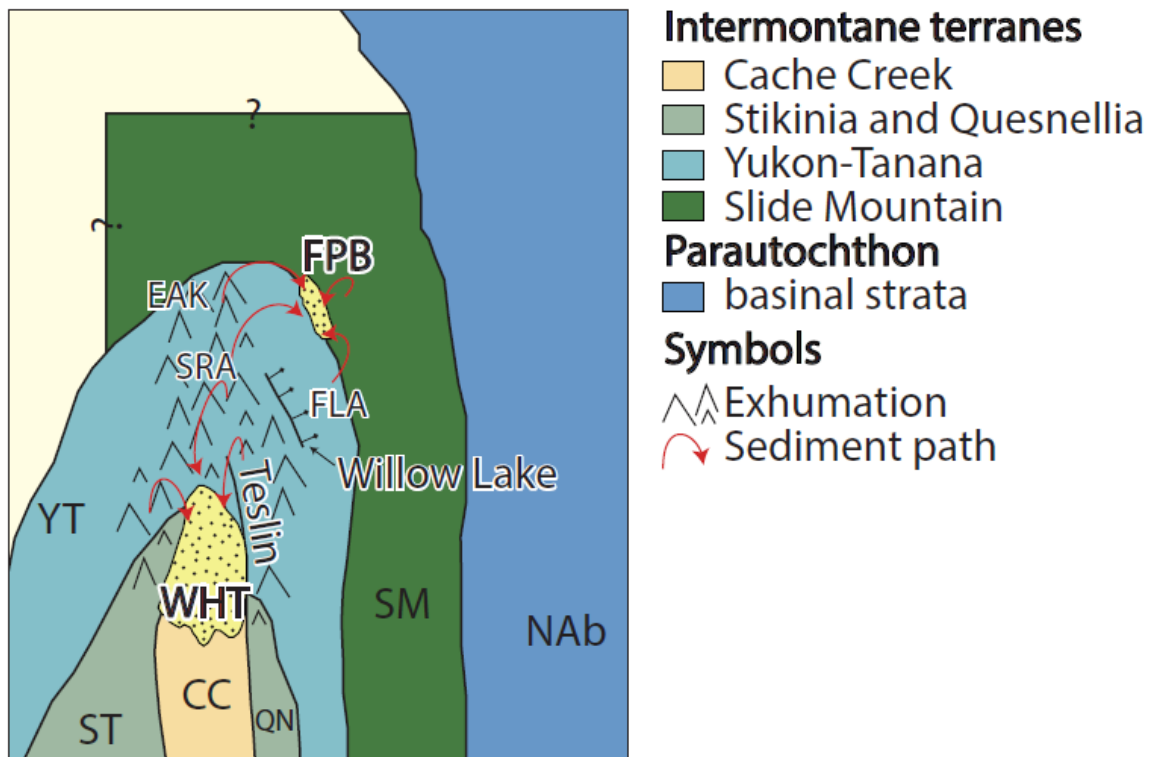 ?
?
FPB
EAK
SRA
FLA
Willow Lake
Teslin
YT
WHT
SM
NAb
CC
ST
QN
Intermontane terranes
Cache Creek
Stikinia and Quesnellia
Yukon-Tanana
Slide Mountain
Parautochthon
basinal strata
Symbols
Exhumation
Sediment path